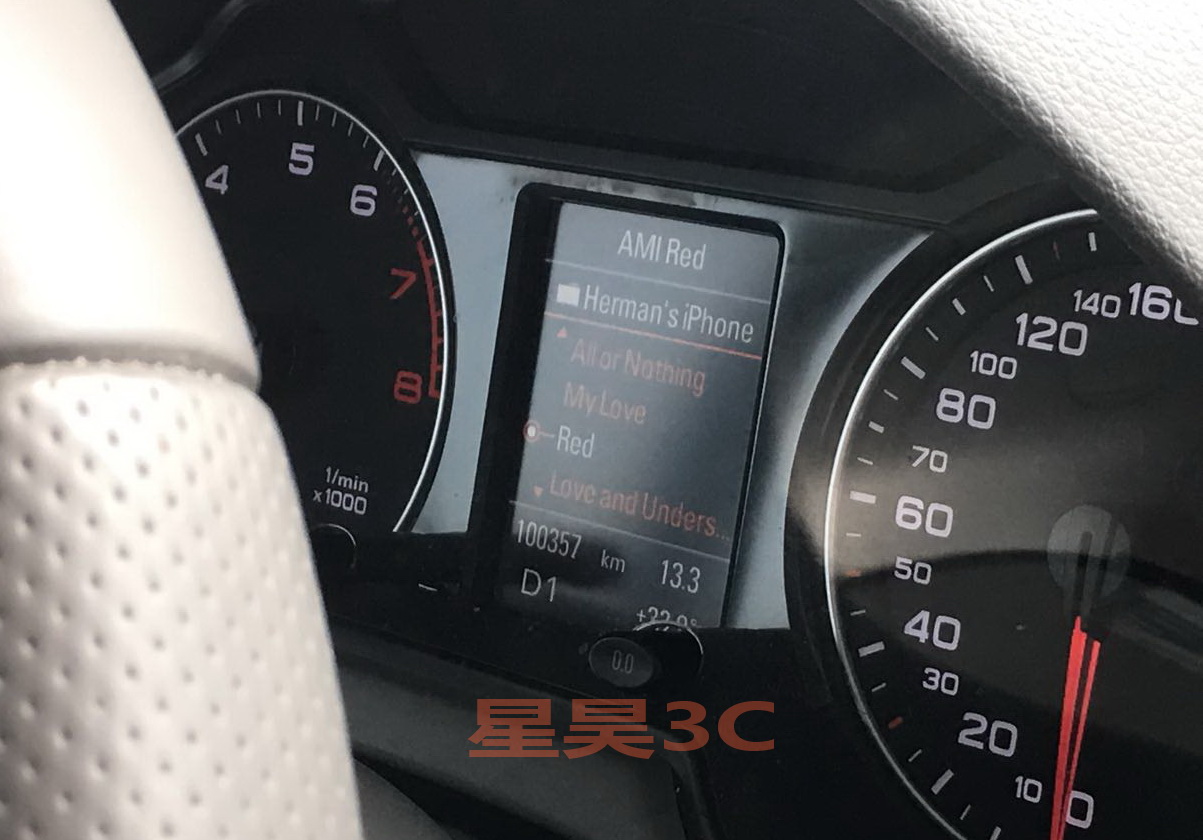 4
5
6
7
8
1/min
x1000
AMI Red
Herman's iPhone
All or Nothing
My Love
Red
Love and Unders...
100357 km 13.3
D1
0.0
160
140
120
100
80
70
60
50
40
30
20
10
0
星昊3C